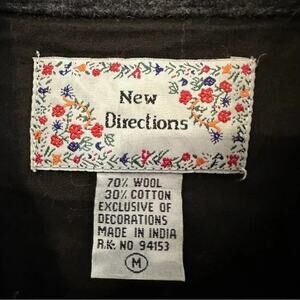 New
Directions
70% WOOL
30% COTTON
EXCLUSIVE OF
DECORATIONS
MADE IN INDIA
R.K. NO 94153
M